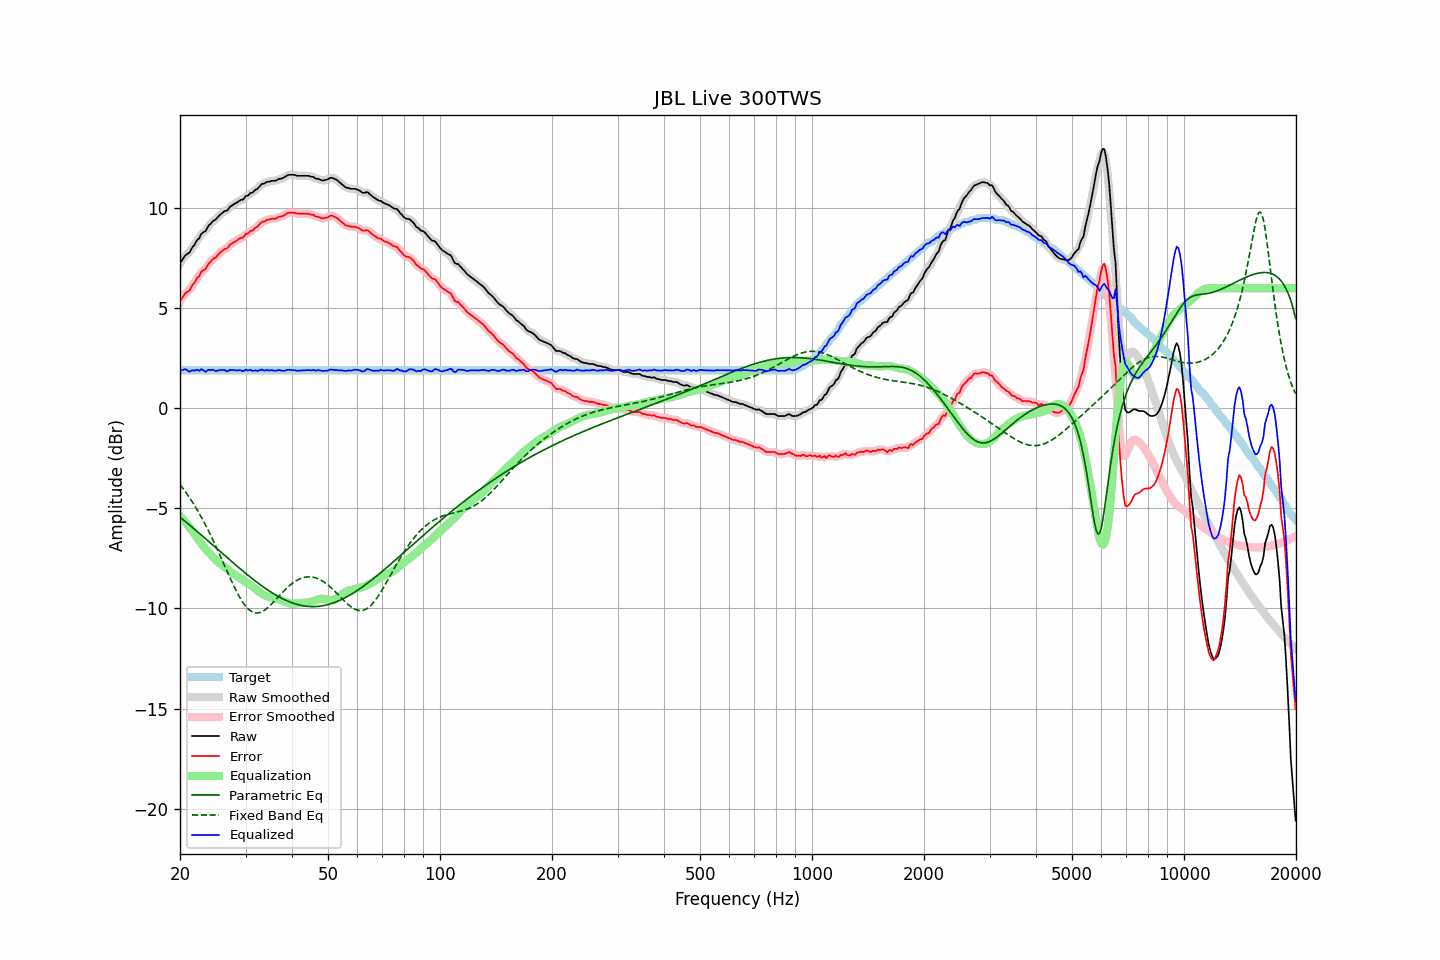 JBL Live 300TWS
Amplitude (dBr)
10
5
0
−5
−10
−15
−20
Target
Raw Smoothed
Error Smoothed
Raw
Error
Equalization
Parametric Eq
Fixed Band Eq
Equalized
20 50 100 200 500 1000 2000 5000 10000 20000
Frequency (Hz)